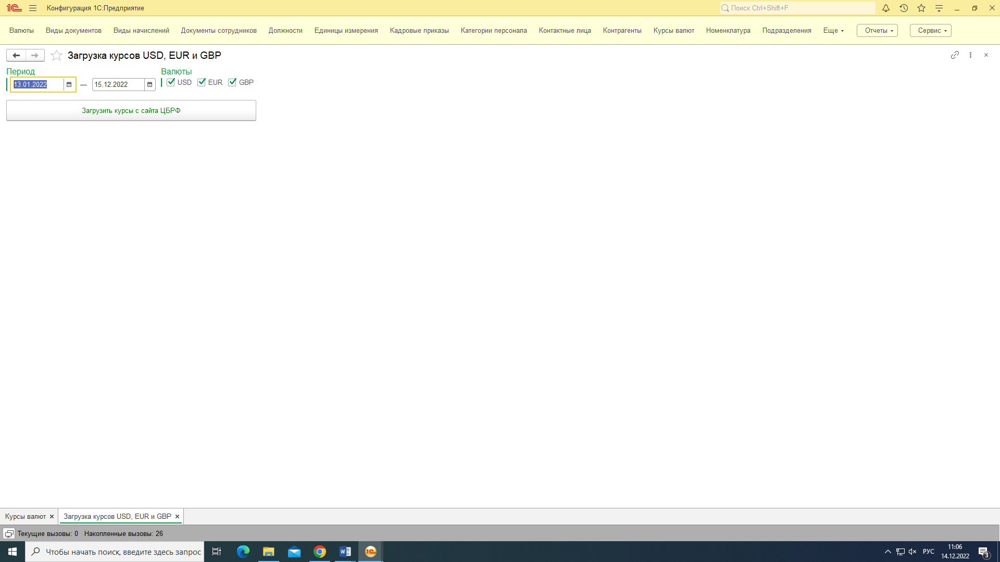 1С Конфигурация 1С:Предприятие Поиск Ctrl+Shift+F
Валюты Виды документов Виды начислений Документы сотрудников Должности Единицы измерения Кадровые приказы Категории персонала Контактные лица Контрагенты Курсы валют Номенклатура Подразделения Еще Отчеты Сервис
Загрузка курсов USD, EUR и GBP
Период Валюты
13.01.2022 — 15.12.2022 USD EUR GBP
Загрузить курсы с сайта ЦБРФ
Курсы валют Загрузка курсов USD, EUR и GBP
Текущие вызовы: 0 Накопленные вызовы: 26
Чтобы начать поиск, введите здесь запрос РУС 11:06
14.12.2022 3